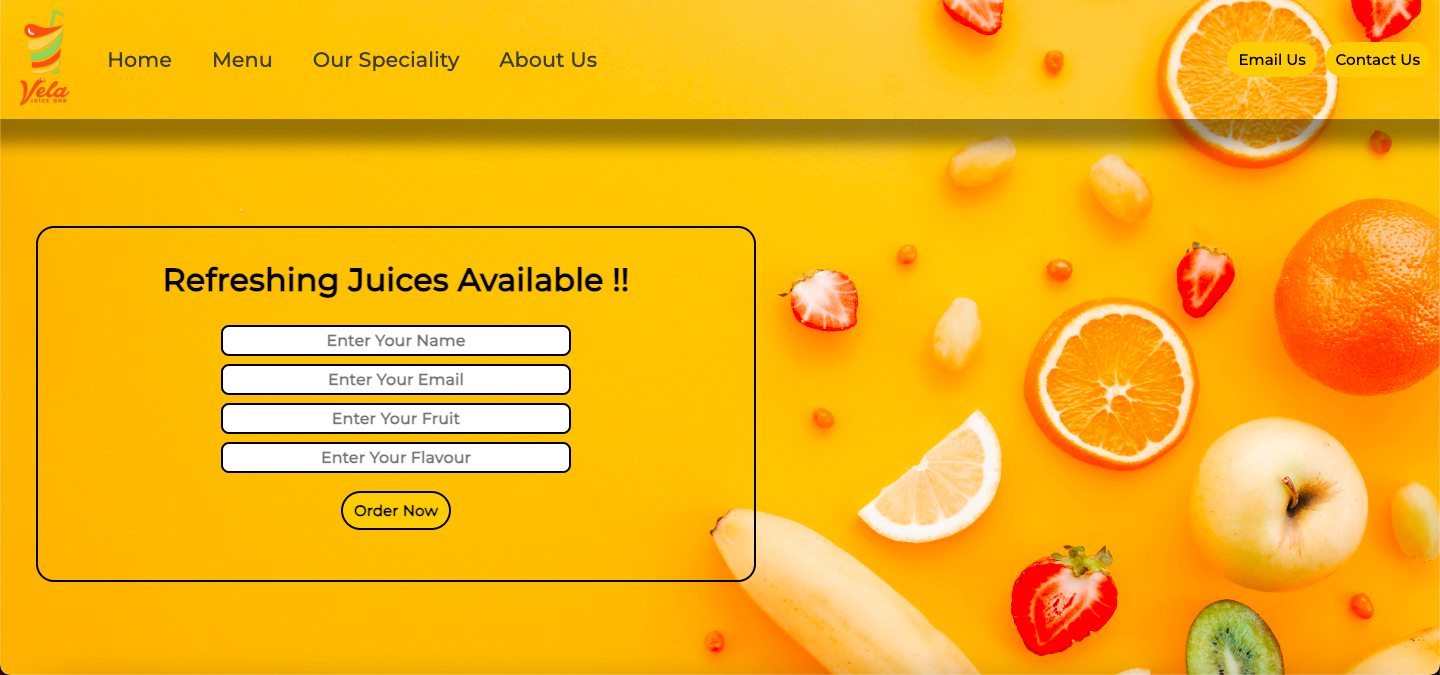 Vela
JUICE BAR
Home
Menu
Our Speciality
About Us
Email Us
Contact Us
Refreshing Juices Available !!
Enter Your Name
Enter Your Email
Enter Your Fruit
Enter Your Flavour
Order Now